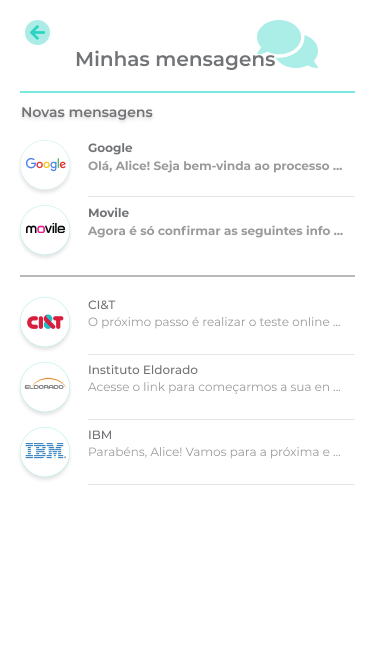 Minhas mensagens
Novas mensagens
Google
Google
Olá, Alice! Seja bem-vinda ao processo ...
movile
Movile
Agora é só confirmar as seguintes info ...
CI&T
CI&T
O próximo passo é realizar o teste online ...
ELDORADO
Instituto Eldorado
Acesse o link para começarmos a sua en ...
IBM
IBM
Parabéns, Alice! Vamos para a próxima e ...